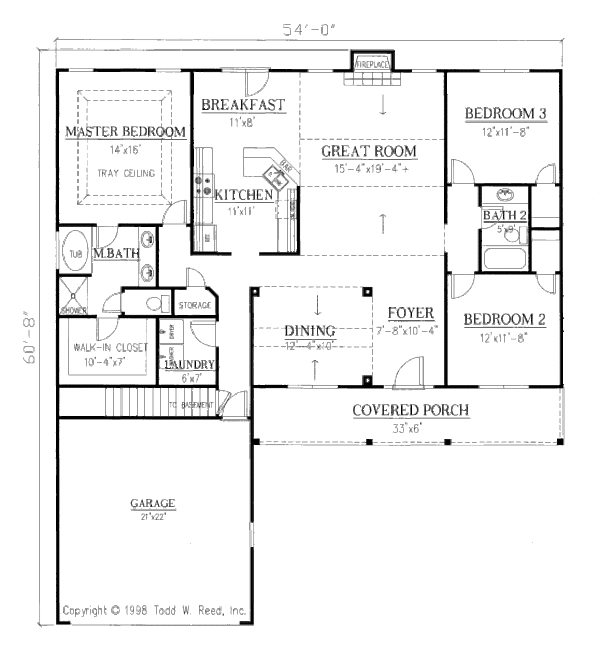 54'-0"
FIREPLACE
BREAKFAST
11'x8'
BEDROOM 3
12'x11'-8"
MASTER BEDROOM
14'x16'
TRAY CEILING
GREAT ROOM
15'-4"x19'-4"+
BAR
KITCHEN
11'x11'
BATH 2
5'x9'
M.BATH
TUB
SHOWER
STORAGE
FOYER
7'-8"x10'-4"
BEDROOM 2
12'x11'-8"
DINING
12'-4"x10'
60'-8"
WALK-IN CLOSET
10'-4"x7'
DRYER
WASHER
LAUNDRY
6'x7'
TO BASEMENT
COVERED PORCH
33'x6'
GARAGE
21'x22'
Copyright © 1998 Todd W. Reed, Inc.